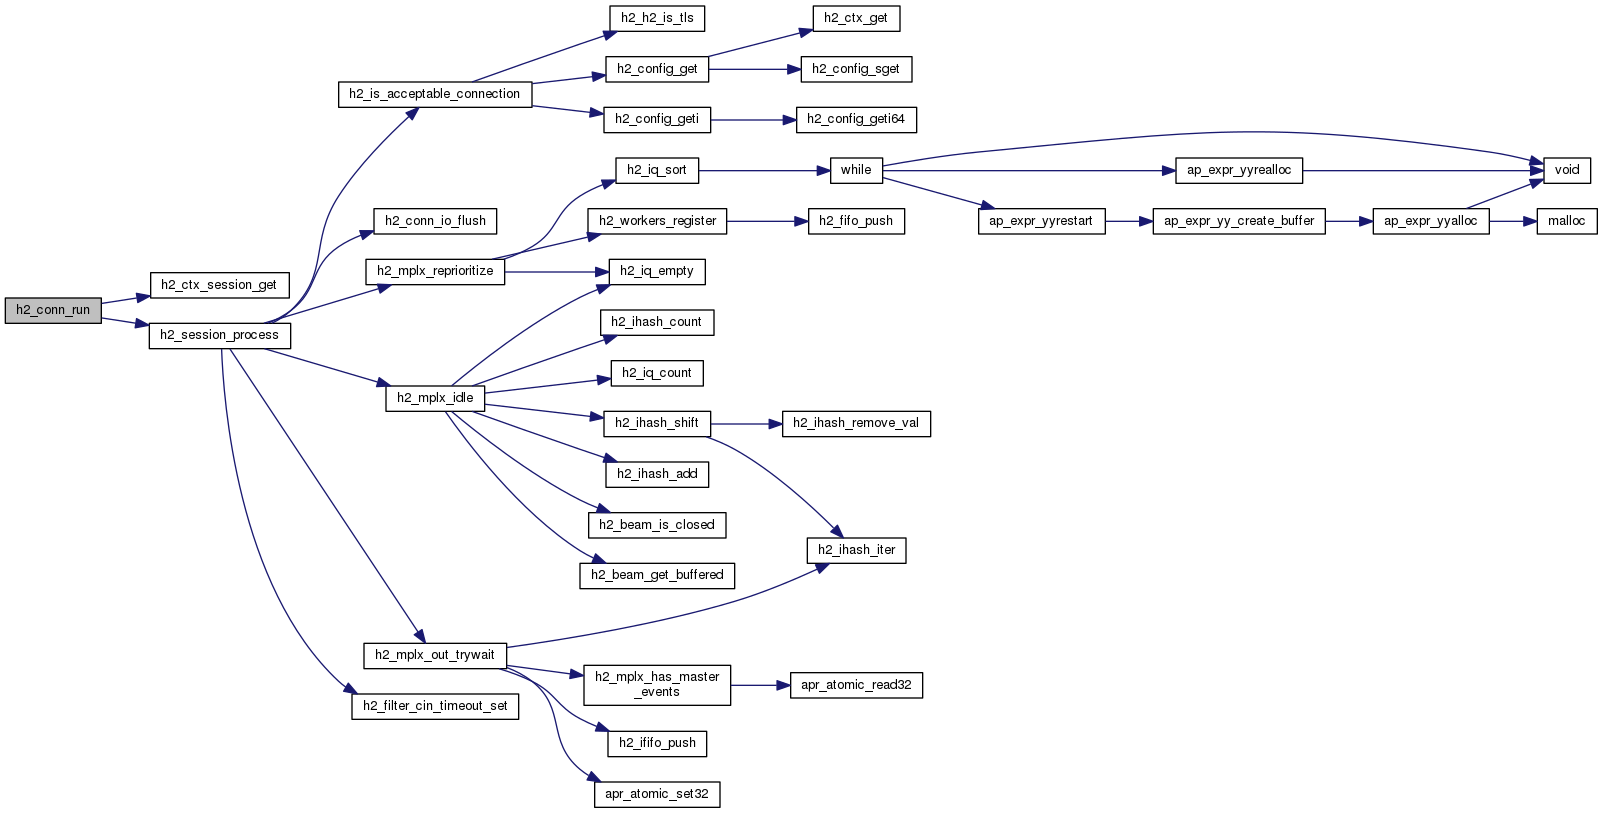 h2_h2_is_tls
h2_ctx_get
h2_config_get
h2_config_sget
h2_is_acceptable_connection
h2_config_geti
h2_config_geti64
h2_iq_sort
while
ap_expr_yyrealloc
void
h2_conn_io_flush
h2_workers_register
h2_fifo_push
ap_expr_yyrestart
ap_expr_yy_create_buffer
ap_expr_yyalloc
malloc
h2_mplx_reprioritize
h2_iq_empty
h2_ctx_session_get
h2_conn_run
h2_session_process
h2_ihash_count
h2_iq_count
h2_mplx_idle
h2_ihash_shift
h2_ihash_remove_val
h2_ihash_add
h2_beam_is_closed
h2_ihash_iter
h2_beam_get_buffered
h2_mplx_out_trywait
h2_mplx_has_master
_events
apr_atomic_read32
h2_filter_cin_timeout_set
h2_ififo_push
apr_atomic_set32